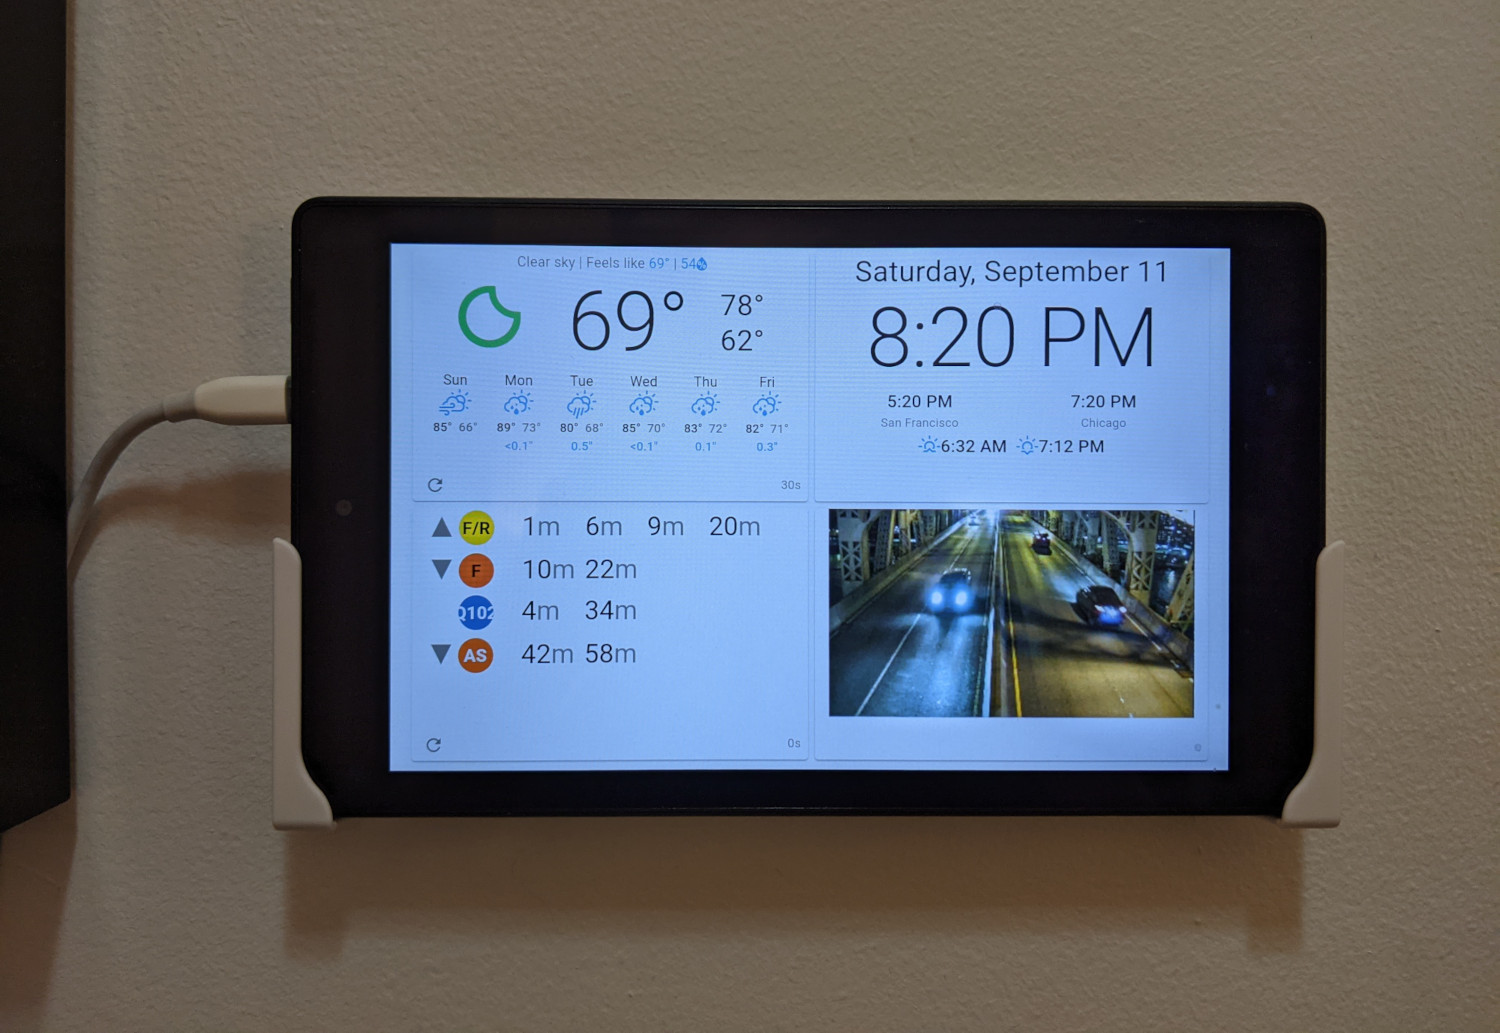 Clear sky | Feels like 69° | 54%
69°
78°
62°
Sun Mon Tue Wed Thu Fri
85° 66° 89° 73° 80° 68° 85° 70° 83° 72° 82° 71°
<0.1" 0.5" <0.1" 0.1" 0.3"
30s
Saturday, September 11
8:20 PM
5:20 PM 7:20 PM
San Francisco Chicago
6:32 AM 7:12 PM
F/R 1m 6m 9m 20m
F 10m 22m
Q102 4m 34m
AS 42m 58m
0s